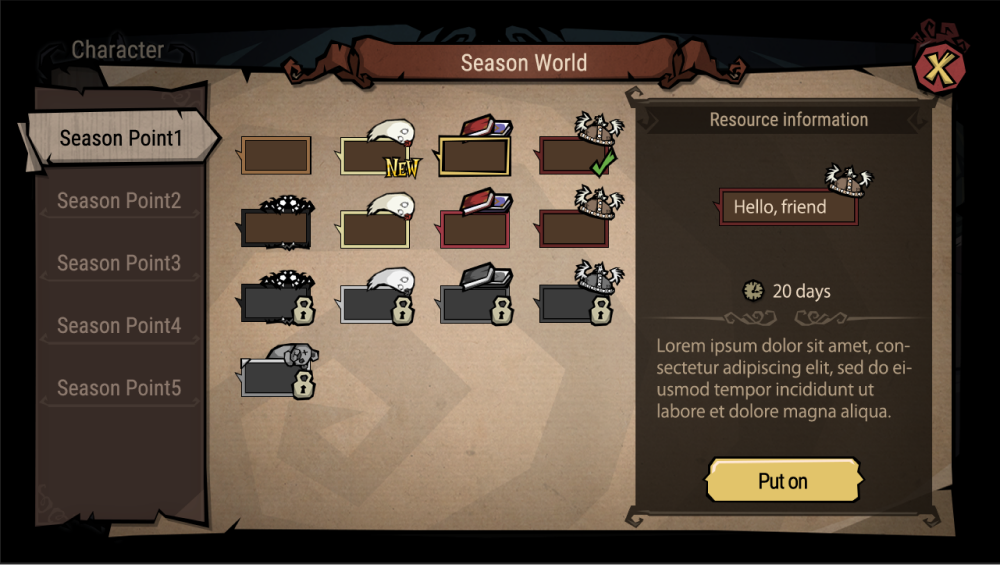 Character
Season World
X
Season Point1
Season Point2
Season Point3
Season Point4
Season Point5
NEW
Resource information
Hello, friend
20 days
Lorem ipsum dolor sit amet, con-
sectetur adipiscing elit, sed do ei-
usmod tempor incididunt ut
labore et dolore magna aliqua.
Put on